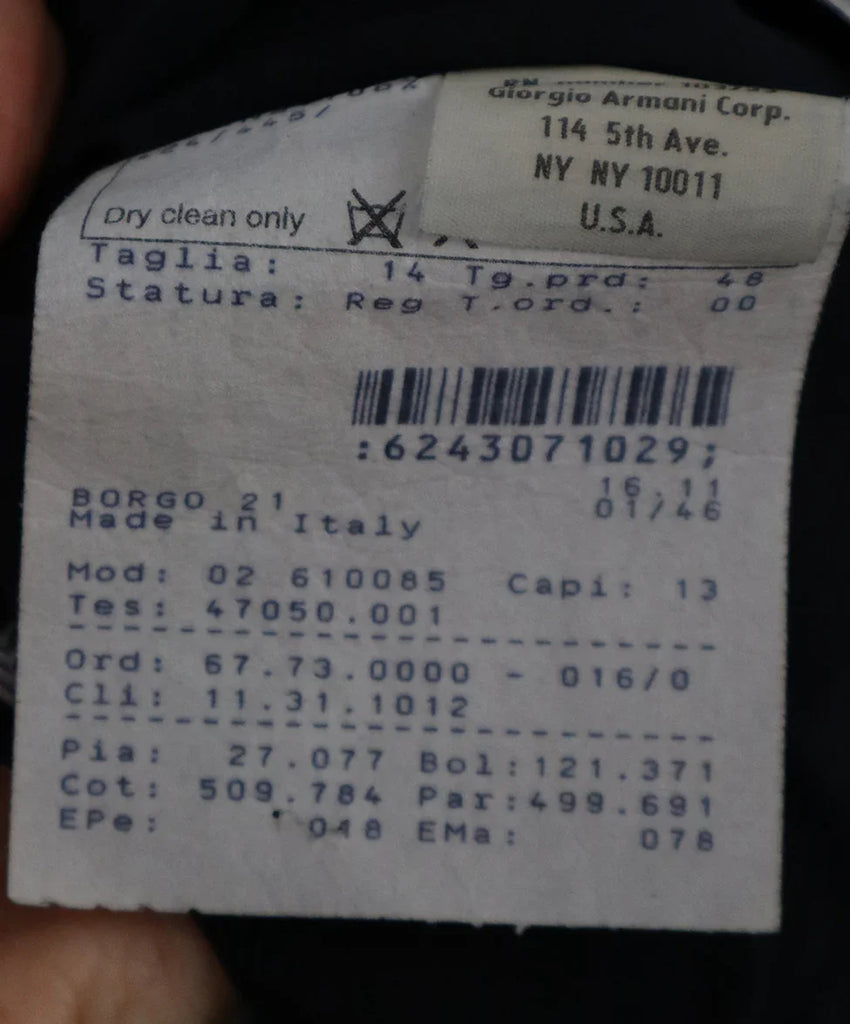 Giorgio Armani Corp.
114 5th Ave.
NY NY 10011
U.S.A.
Dry clean only
Taglia: 14 Tg.prd: 48
Statura: Reg T.ord.: 00
:6243071029;
16.11
BORGO 21 01/46
Made in Italy
Mod: 02 610085 Capi: 13
Tes: 47050.001
Ord: 67.73.0000 - 016/0
Cli: 11.31.1012
Pia: 27.077 Bol:121.371
Cot: 509.784 Par:499.691
EPe: 048 EMa: 078